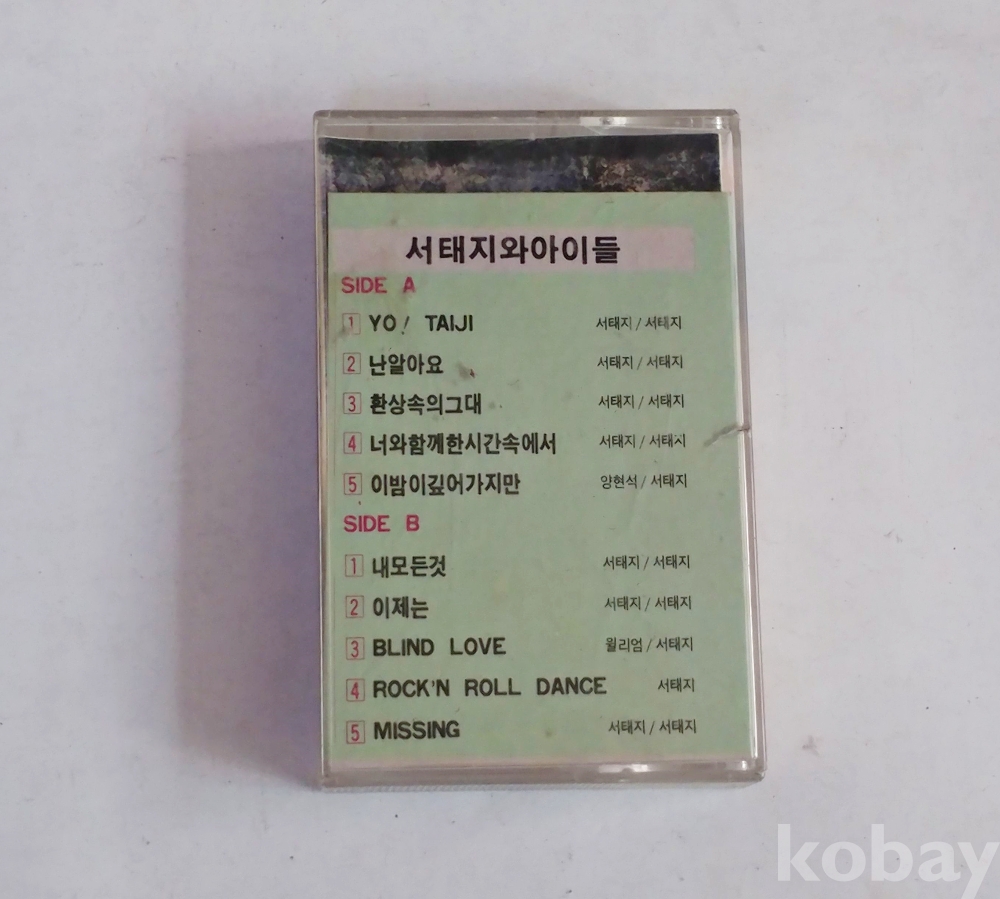 서태지와아이들
SIDE A
1 YO! TAIJI 서태지 / 서태지
2 난알아요 서태지 / 서태지
3 환상속의그대 서태지 / 서태지
4 너와함께한시간속에서 서태지 / 서태지
5 이밤이깊어가지만 양현석 / 서태지
SIDE B
1 내모든것 서태지 / 서태지
2 이제는 서태지 / 서태지
3 BLIND LOVE 윌리엄 / 서태지
4 ROCK'N ROLL DANCE 서태지
5 MISSING 서태지 / 서태지
kobay